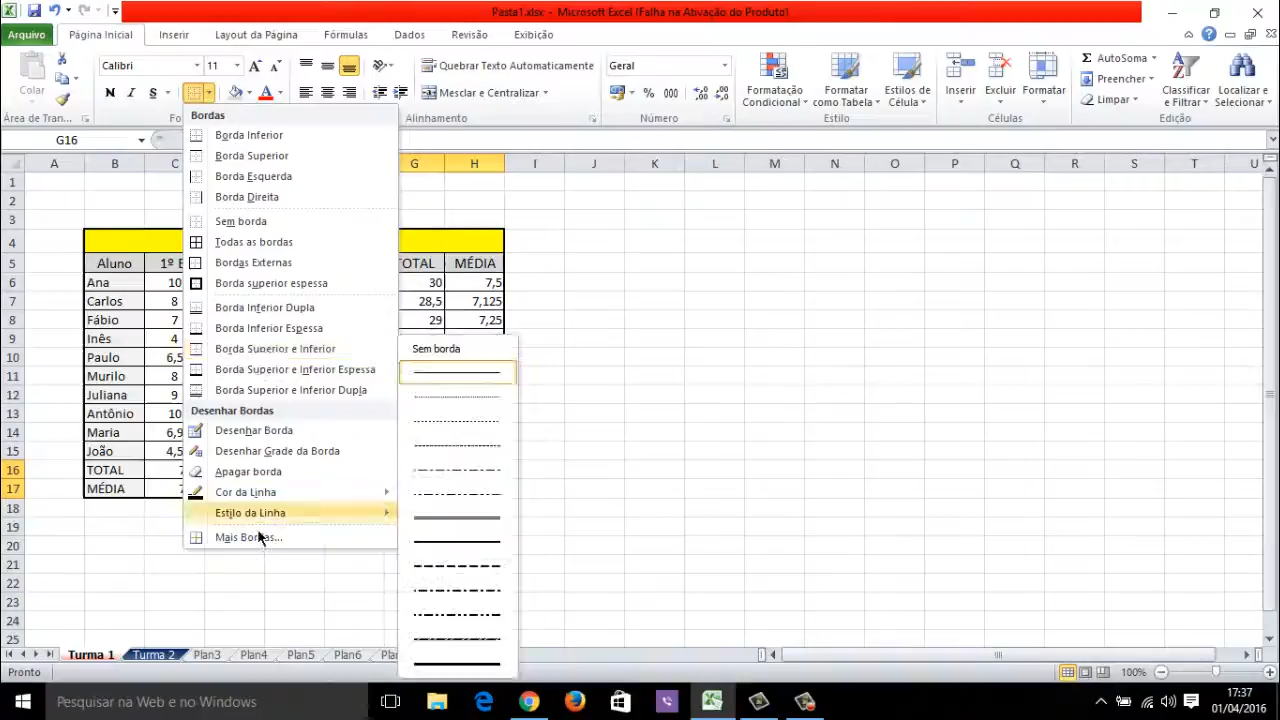 Pasta1.xlsx - Microsoft Excel (Falha na Ativação do Produto)
Arquivo Página Inicial Inserir Layout da Página Fórmulas Dados Revisão Exibição
Colar
Calibri 11
N I S
Quebrar Texto Automaticamente
Mesclar e Centralizar
Geral
% 000
Formatação Condicional
Formatar como Tabela
Estilos de Célula
Inserir
Excluir
Formatar
AutoSoma
Preencher
Limpar
Classificar e Filtrar
Localizar e Selecionar
Área de Tran... Alinhamento Número Estilo Células Edição
G16
Bordas
Borda Inferior
Borda Superior
Borda Esquerda
Borda Direita
Sem borda
Todas as bordas
Bordas Externas
Borda superior espessa
Borda Inferior Dupla
Borda Inferior Espessa
Borda Superior e Inferior
Borda Superior e Inferior Espessa
Borda Superior e Inferior Dupla
Desenhar Bordas
Desenhar Borda
Desenhar Grade da Borda
Apagar borda
Cor da Linha
Estilo da Linha
Mais Bordas...
Sem borda
A B C G H I J K L M N O P Q R S T U
1
2
3
4
5 Aluno 1º TOTAL MÉDIA
6 Ana 10 30 7,5
7 Carlos 8 28,5 7,125
8 Fábio 7 29 7,25
9 Inês 4
10 Paulo 6,5
11 Murilo 8
12 Juliana 9
13 Antônio 10
14 Maria 6,9
15 João 4,5
16 TOTAL 7
17 MÉDIA 7
18
19
20
21
22
23
24
25
Turma 1 Turma 2 Plan3 Plan4 Plan5 Plan6
Pronto 100%
Pesquisar na Web e no Windows
17:37
01/04/2016